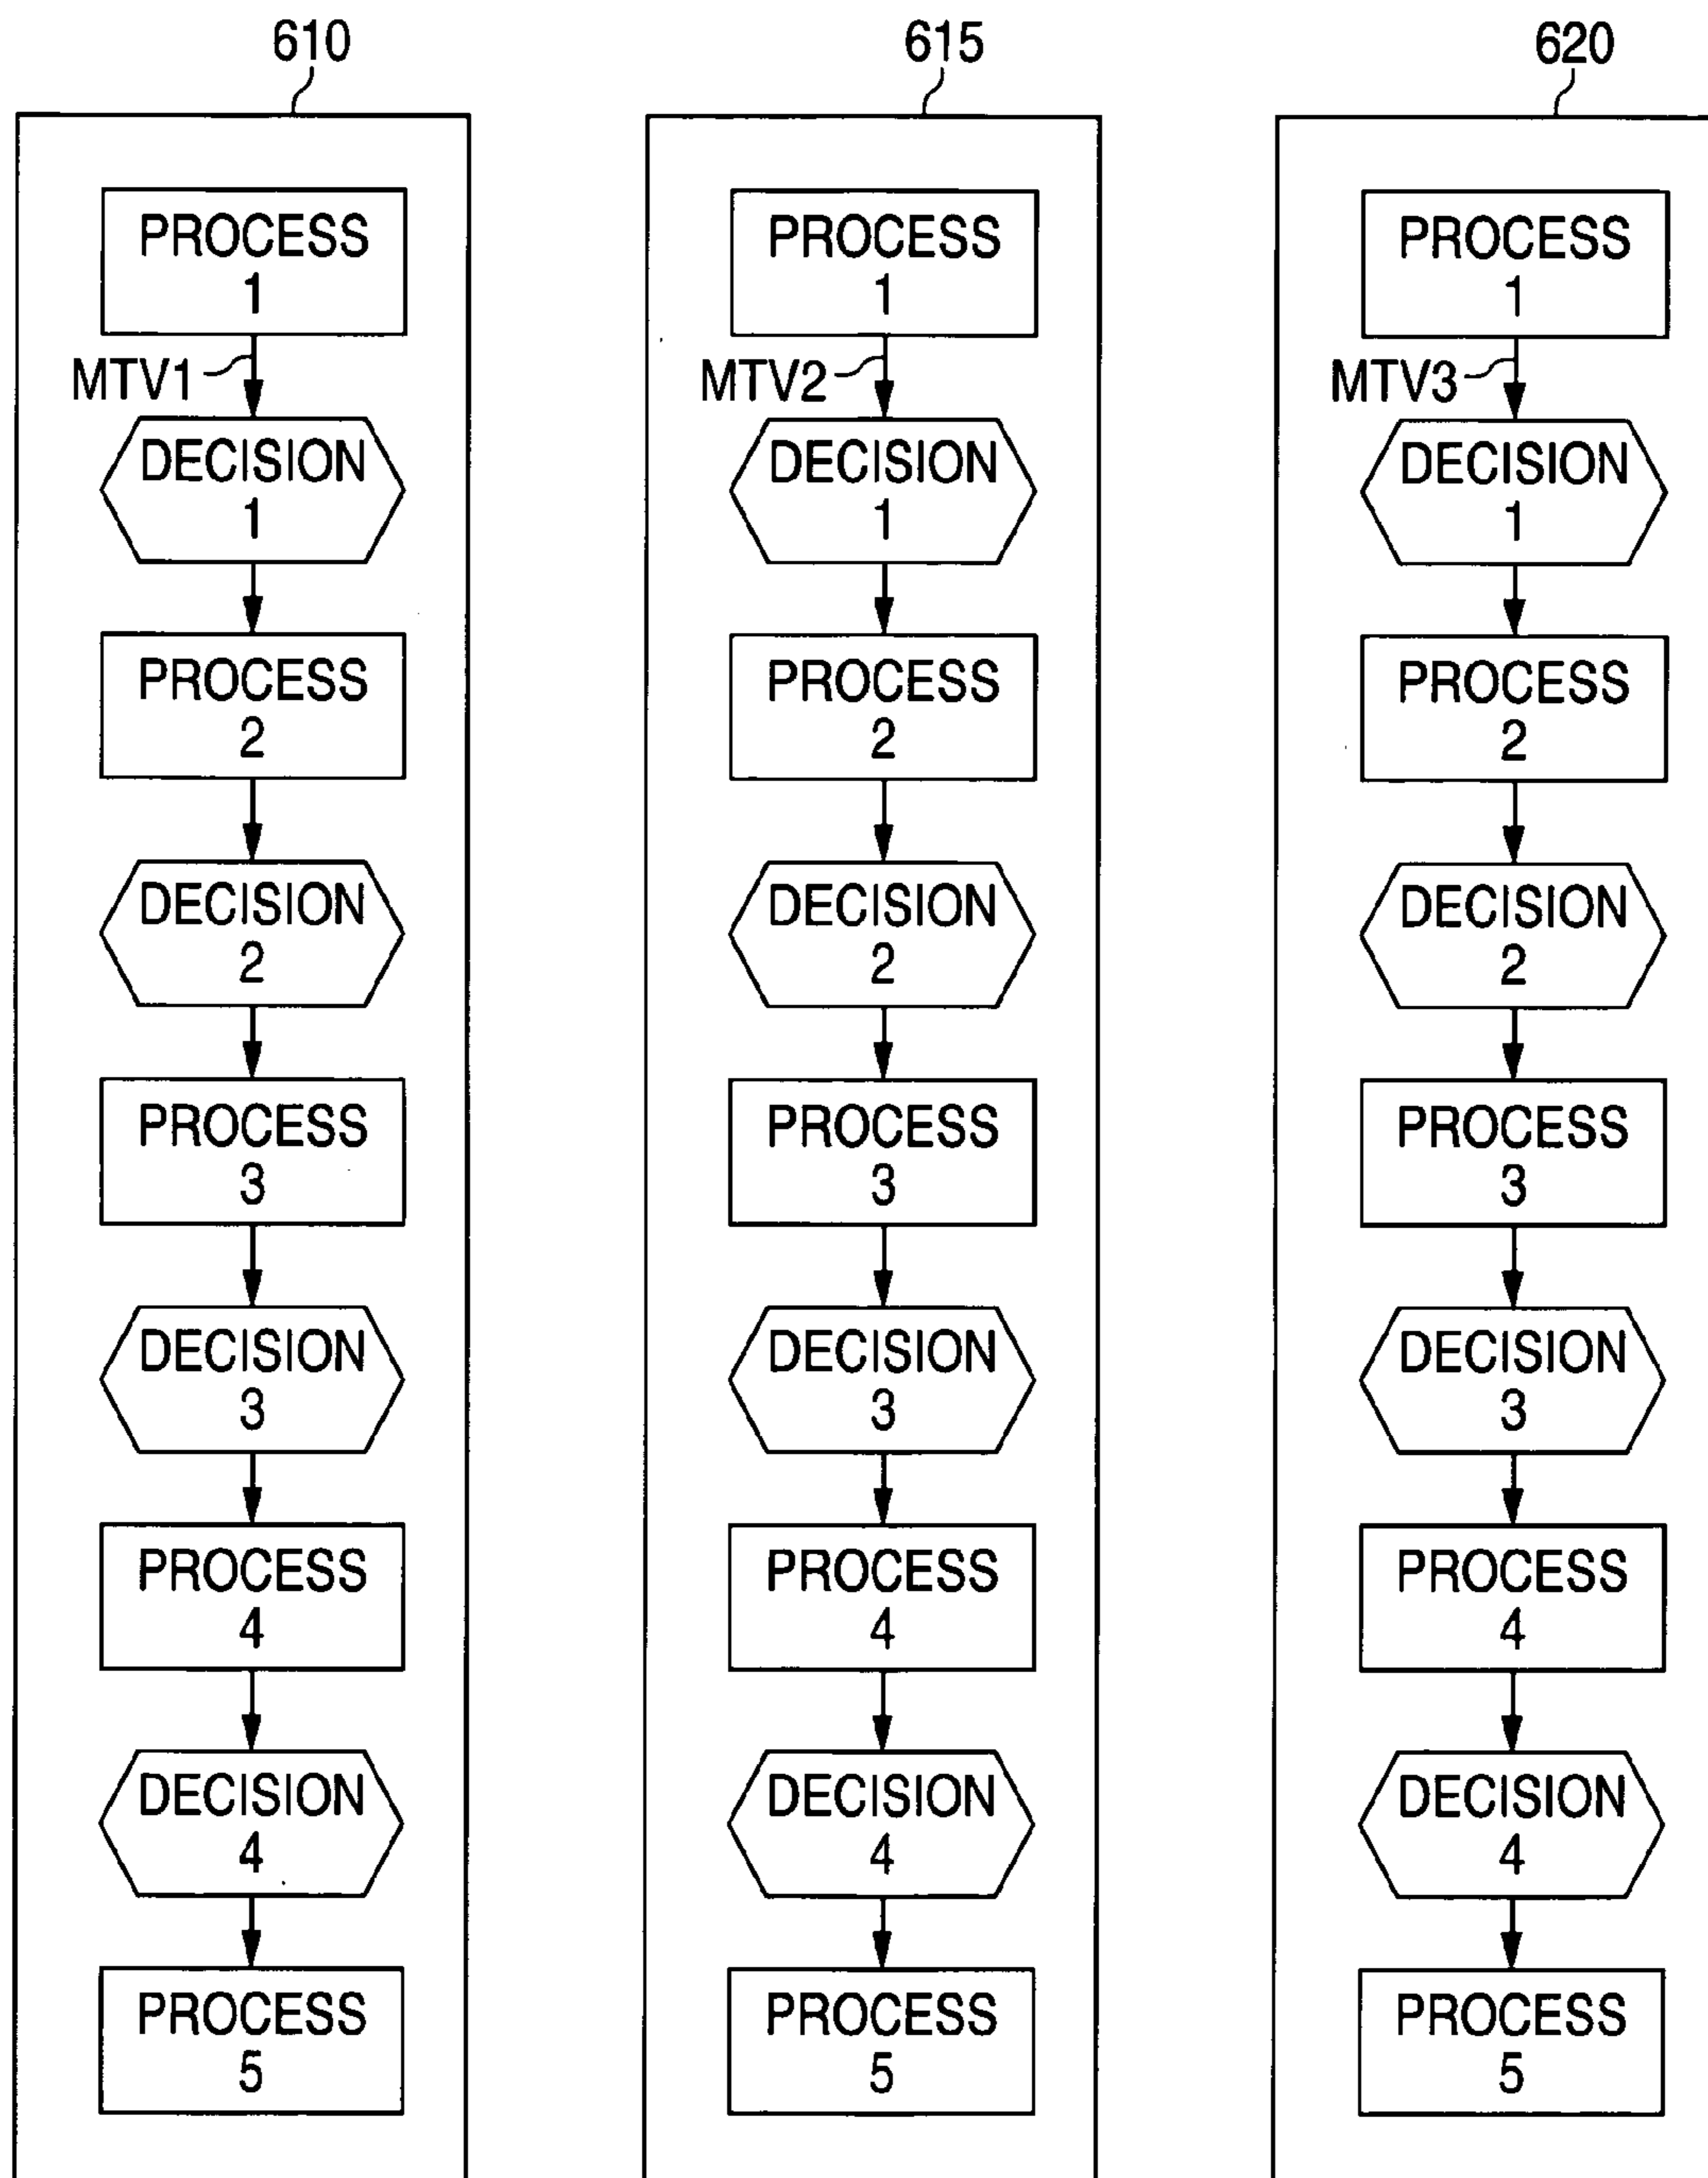 610
PROCESS
1
MTV1
DECISION
1
PROCESS
2
DECISION
2
PROCESS
3
DECISION
3
PROCESS
4
DECISION
4
PROCESS
5
615
PROCESS
1
MTV2
DECISION
1
PROCESS
2
DECISION
2
PROCESS
3
DECISION
3
PROCESS
4
DECISION
4
PROCESS
5
620
PROCESS
1
MTV3
DECISION
1
PROCESS
2
DECISION
2
PROCESS
3
DECISION
3
PROCESS
4
DECISION
4
PROCESS
5